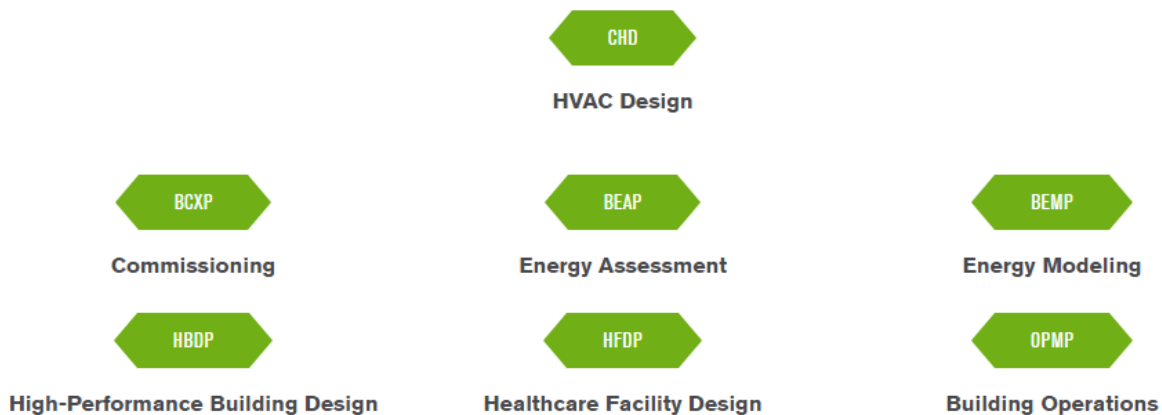 CHD
HVAC Design
BCXP
Commissioning
BEAP
Energy Assessment
BEMP
Energy Modeling
HBDP
High-Performance Building Design
HFDP
Healthcare Facility Design
OPMP
Building Operations